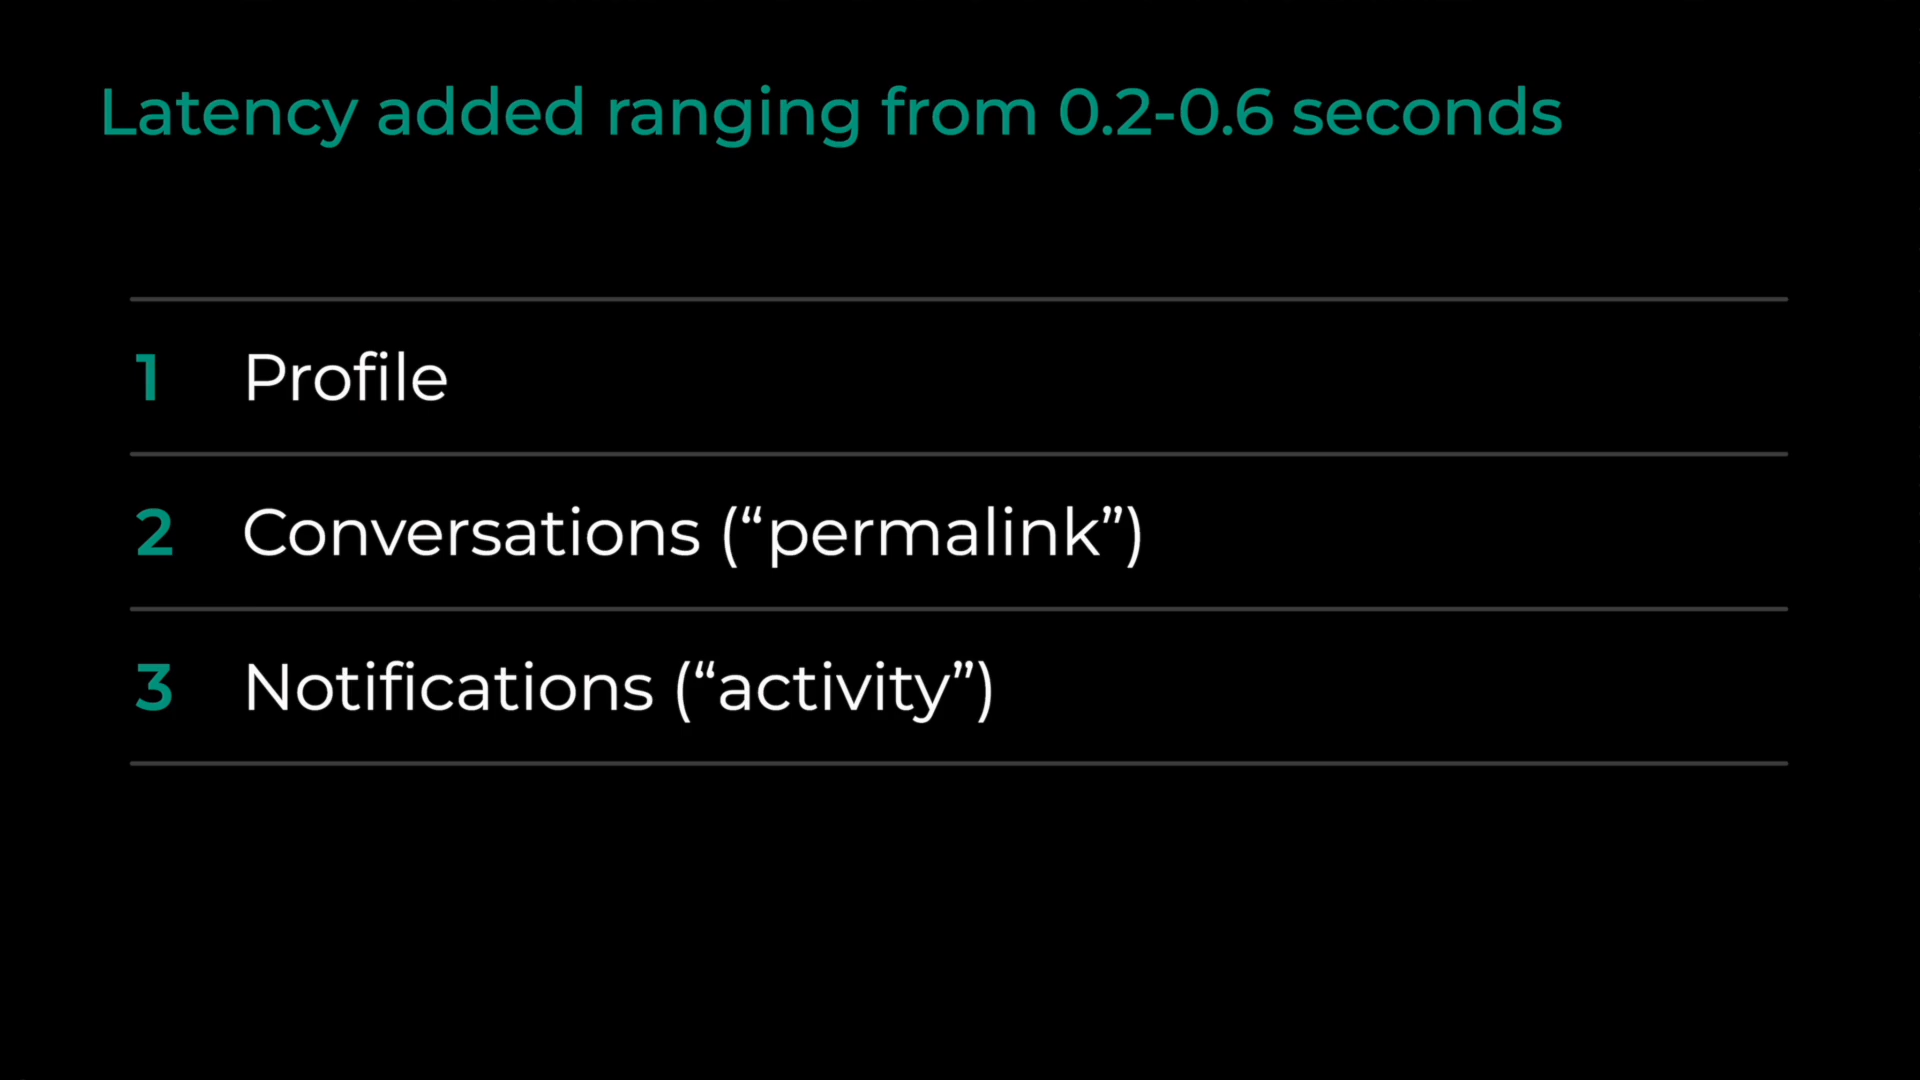 Latency added ranging from 0.2-0.6 seconds
1 Profile
2 Conversations (“permalink”)
3 Notifications (“activity”)